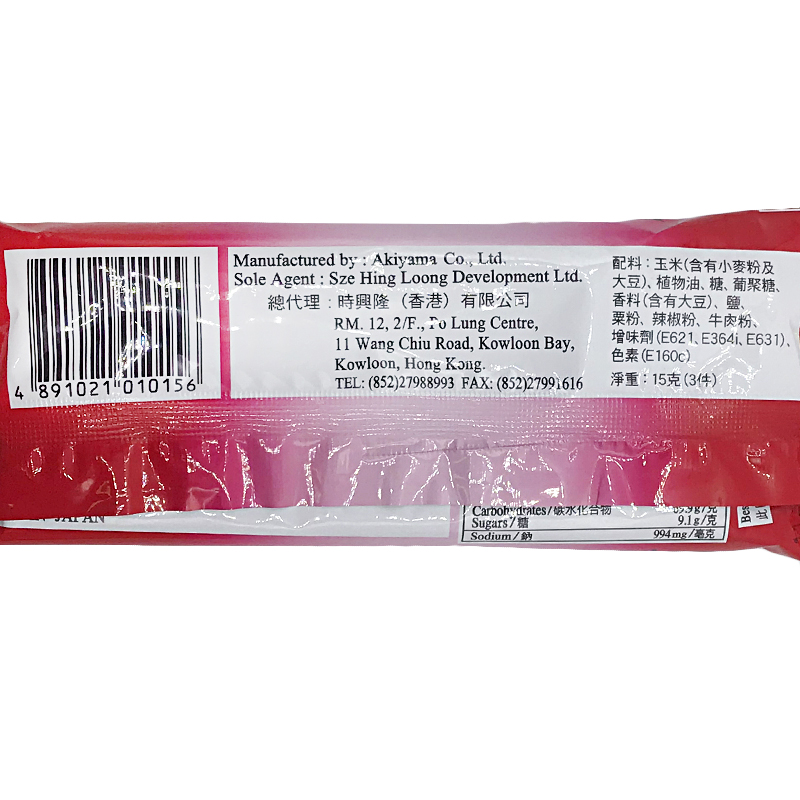 4 891021 010156
Manufactured by : Akiyama Co., Ltd.
Sole Agent : Sze Hing Loong Development Ltd.
總代理 : 時興隆（香港）有限公司
RM. 12, 2/F., Fo Lung Centre,
11 Wang Chiu Road, Kowloon Bay,
Kowloon, Hong Kong.
TEL: (852)27988993 FAX: (852)27991616
配料 : 玉米(含有小麥粉及
大豆)、植物油、糖、葡聚糖、
香料(含有大豆)、鹽、
粟粉、辣椒粉、牛肉粉、
增味劑(E621, E364i, E631)、
色素(E160c)
淨重 : 15克 (3件)
JAPAN
Carbohydrates/碳水化合物 69.9g/克
Sugars/糖 9.1g/克
Sodium/鈉 994mg/毫克
Bes
此